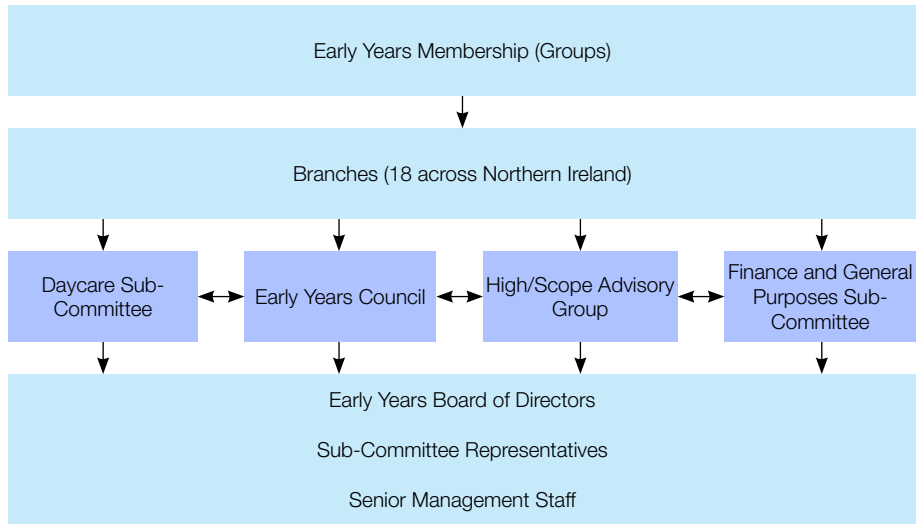 Early Years Membership (Groups)
Branches (18 across Northern Ireland)
Daycare Sub-
Committee
Early Years Council
High/Scope Advisory
Group
Finance and General
Purposes Sub-
Committee
Early Years Board of Directors
Sub-Committee Representatives
Senior Management Staff